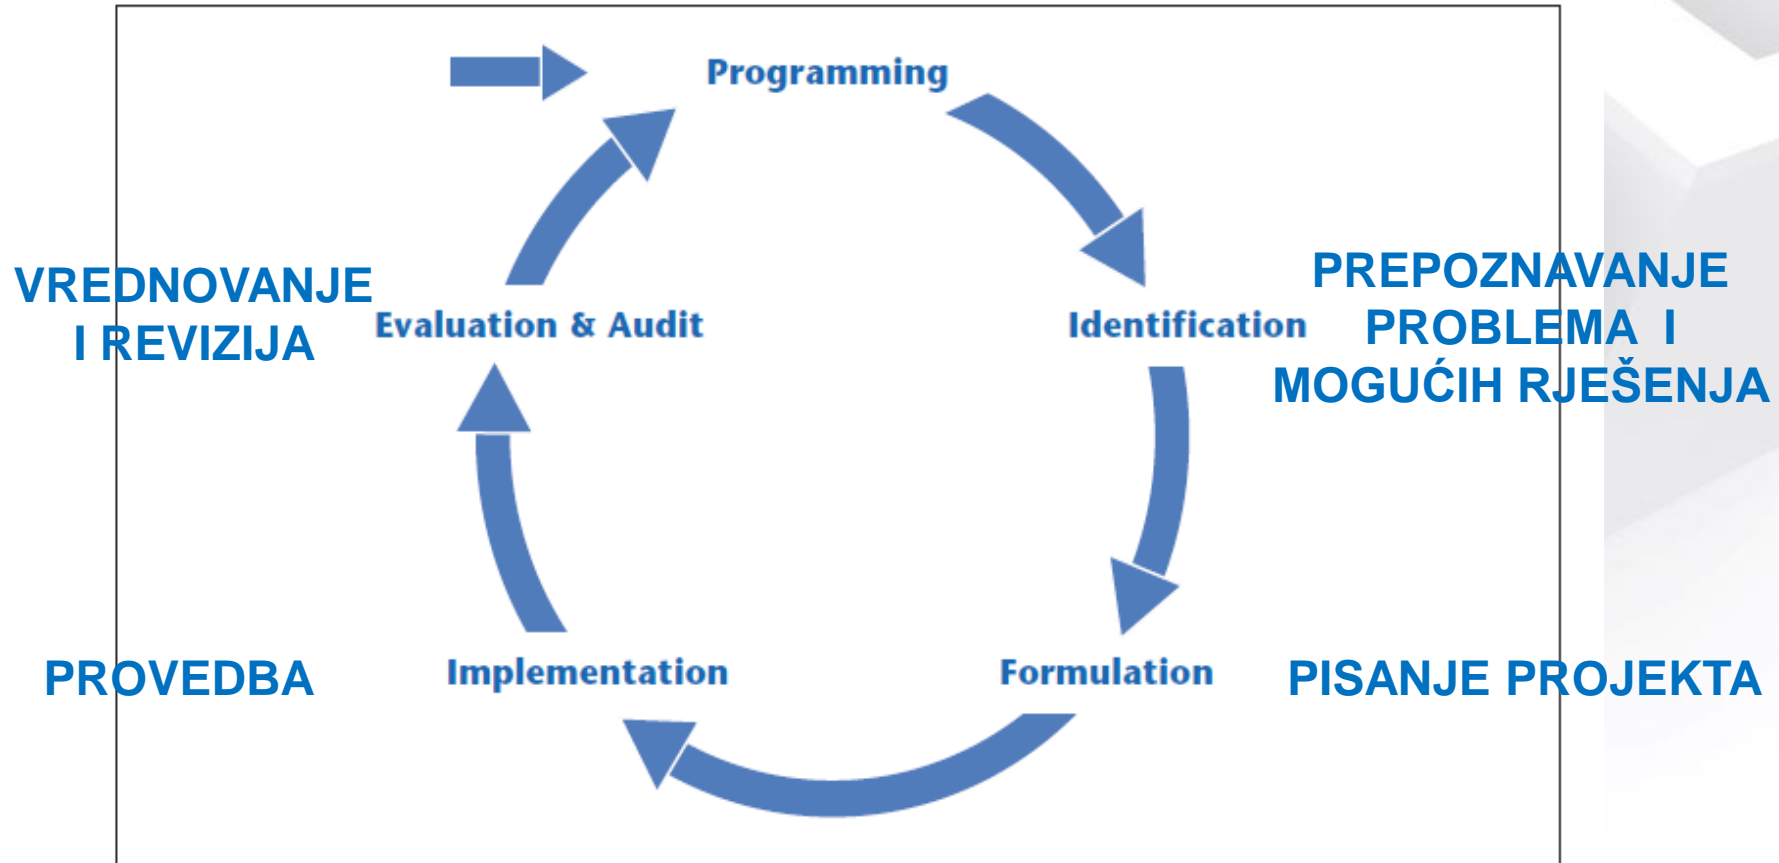 Programming
VREDNOVANJE
I REVIZIJA
Evaluation & Audit
Identification
PREPOZNAVANJE
PROBLEMA I
MOGUĆIH RJEŠENJA
PROVEDBA
Implementation
Formulation
PISANJE PROJEKTA